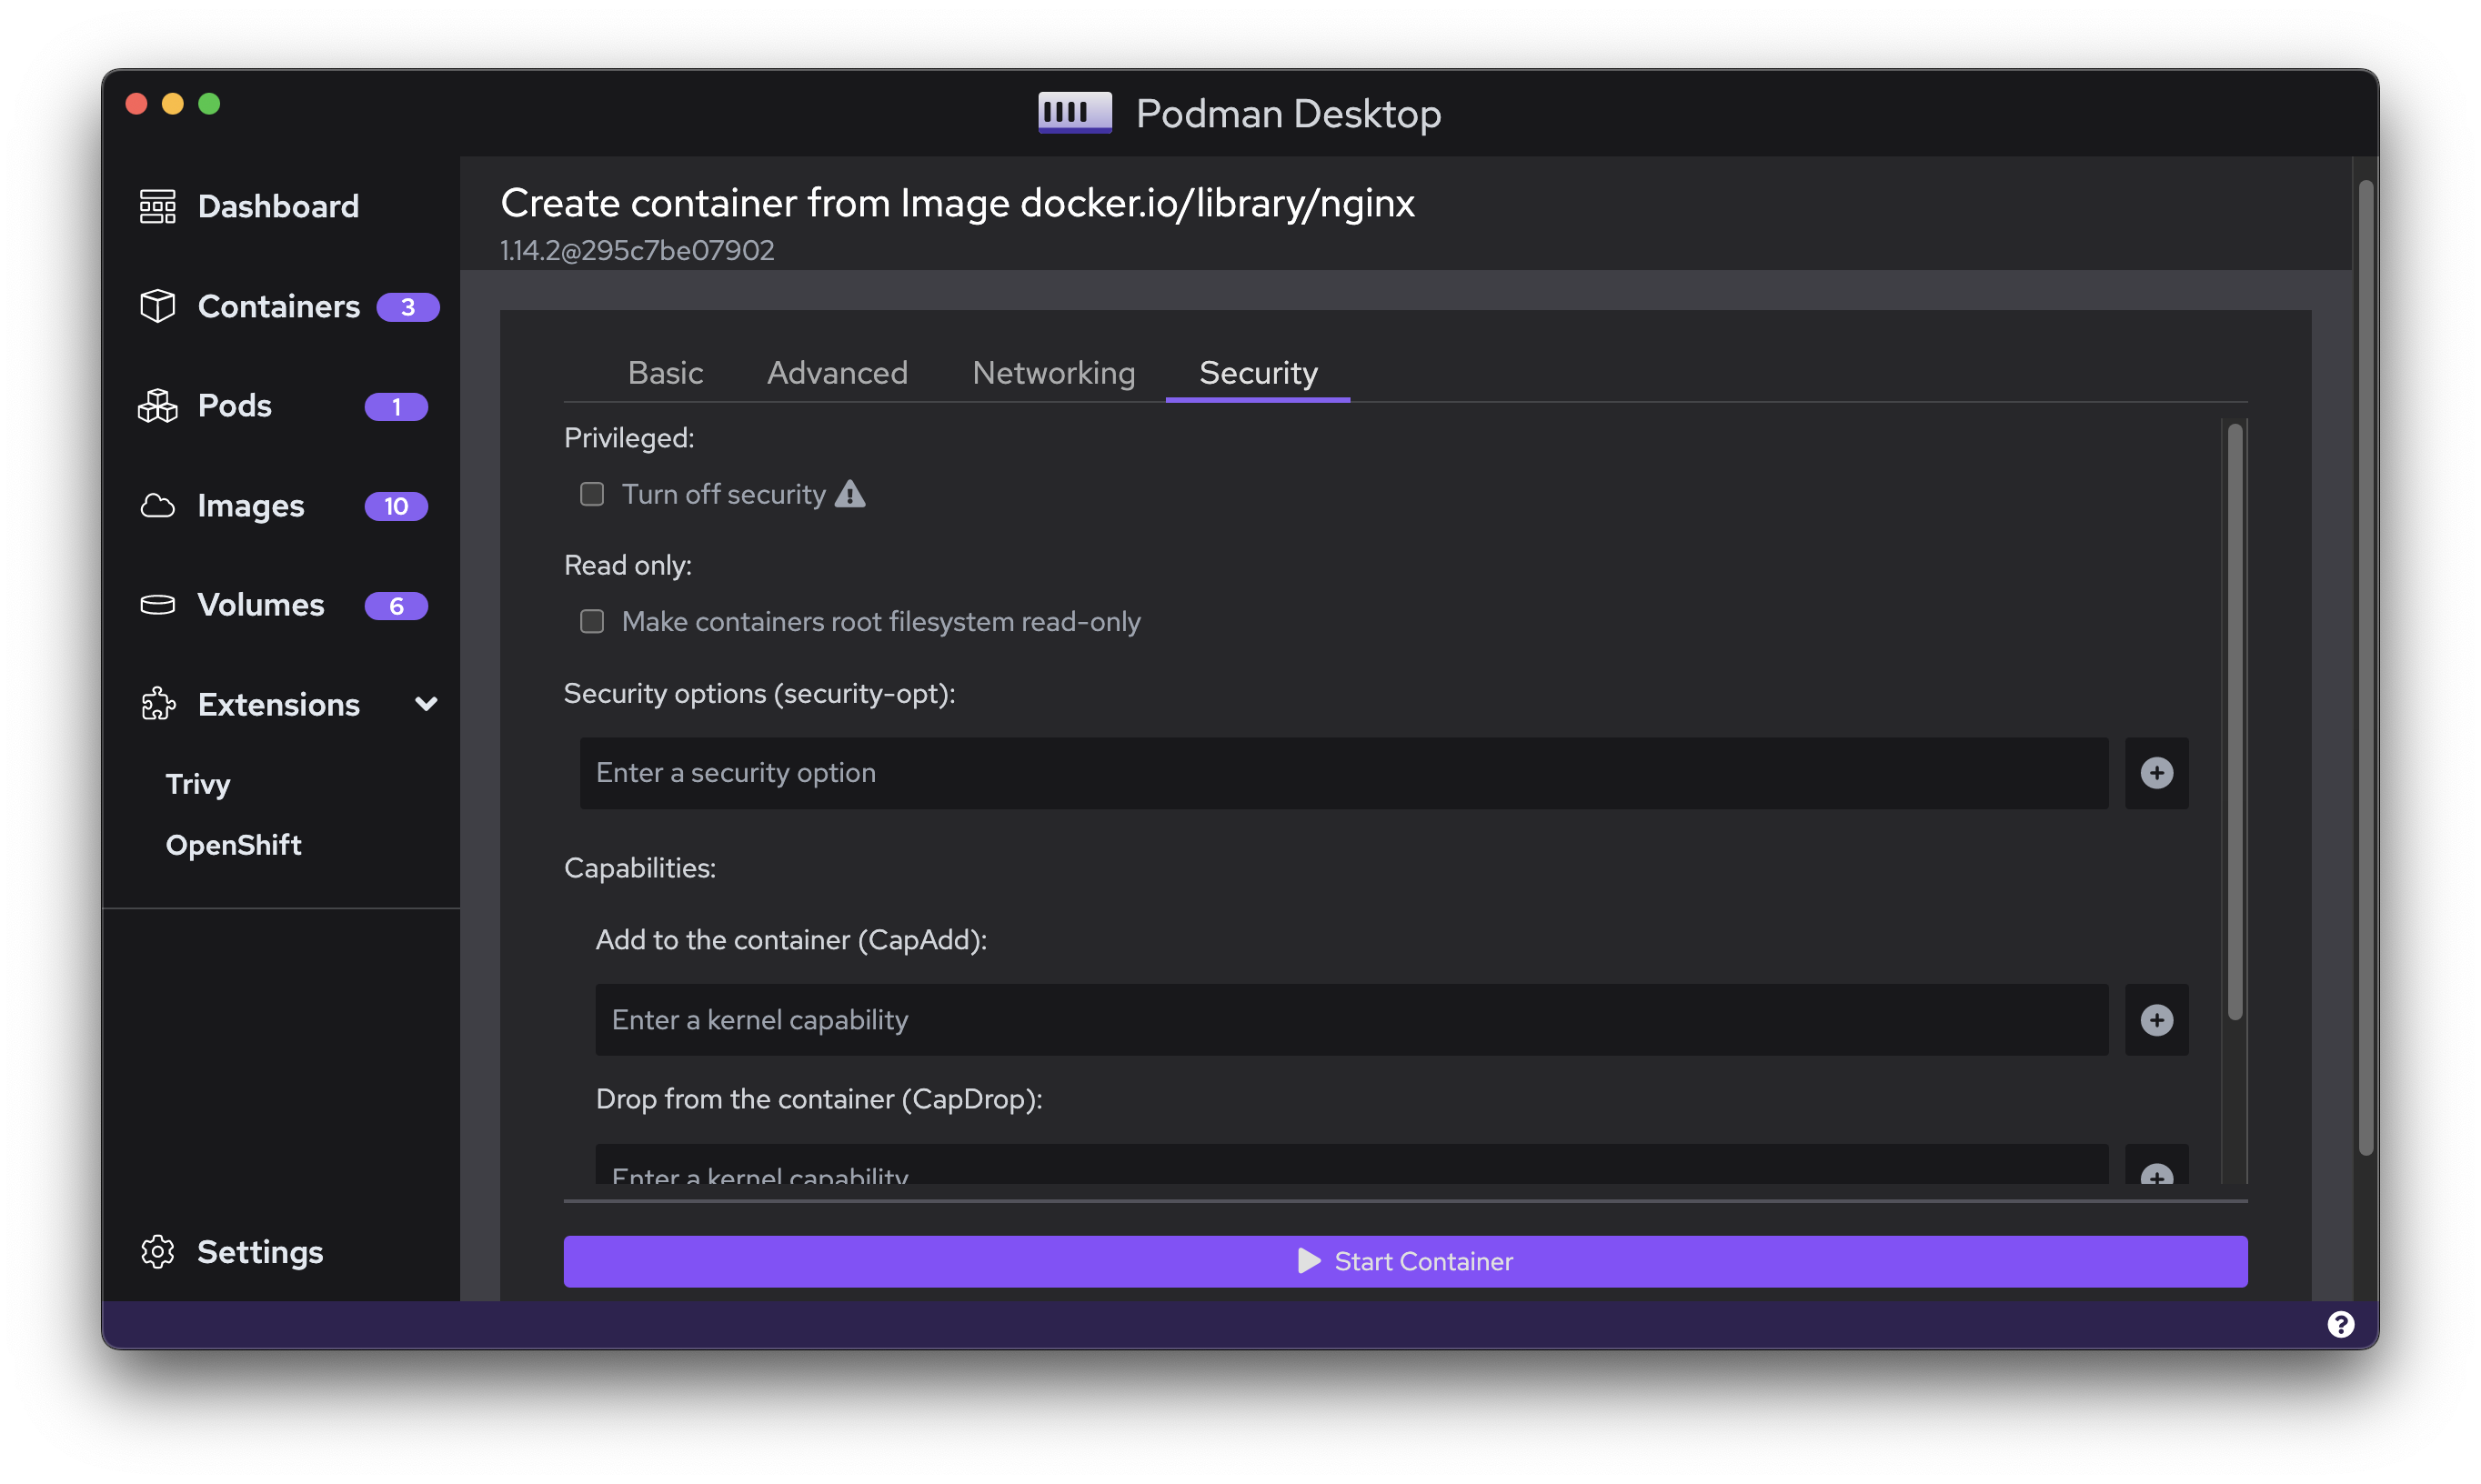 Podman Desktop
Dashboard
Containers 3
Pods 1
Images 10
Volumes 6
Extensions
Trivy
OpenShift
Settings
Create container from Image docker.io/library/nginx
1.14.2@295c7be07902
Basic Advanced Networking Security
Privileged:
Turn off security
Read only:
Make containers root filesystem read-only
Security options (security-opt):
Enter a security option
Capabilities:
Add to the container (CapAdd):
Enter a kernel capability
Drop from the container (CapDrop):
Enter a kernel capability
Start Container